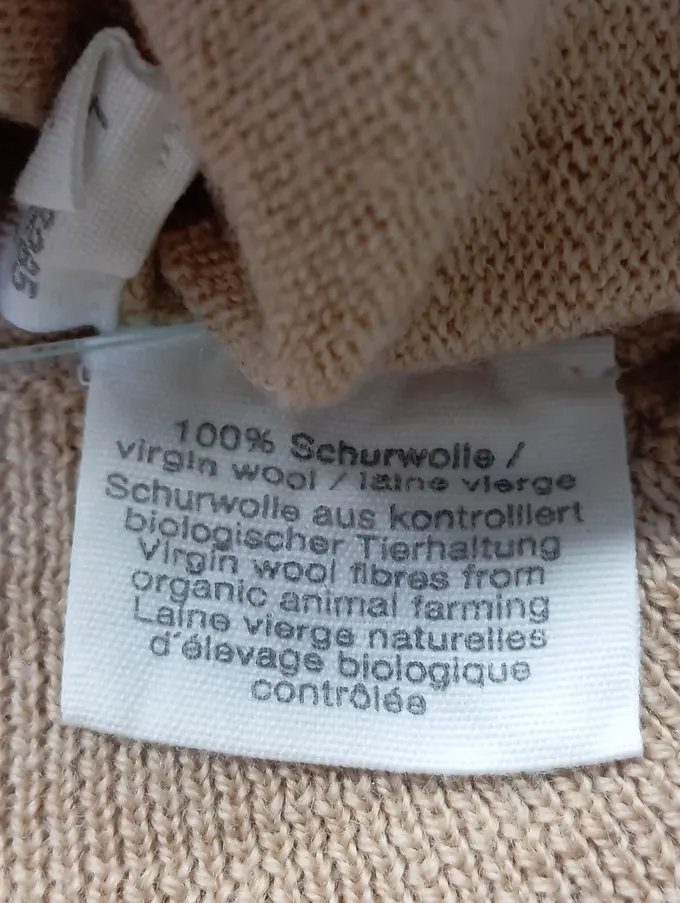 100% Schurwolle /
virgin wool / laine vierge
Schurwolle aus kontrolliert
biologischer Tierhaltung
Virgin wool fibres from
organic animal farming
Laine vierge naturelles
d'élevage biologique
contrôlée